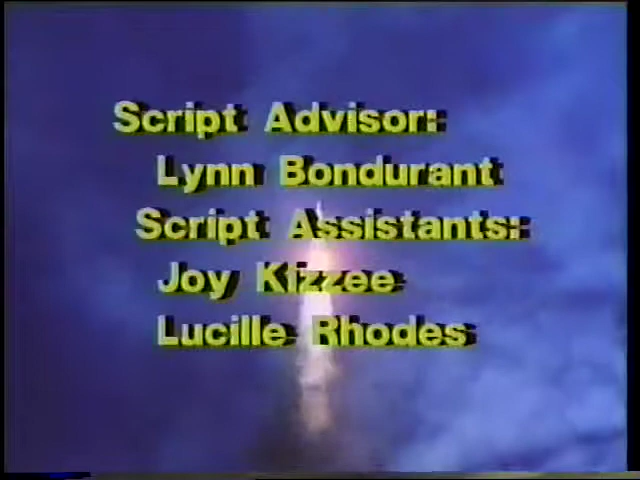 Script Advisor:
Lynn Bondurant
Script Assistants:
Joy Kizzee
Lucille Rhodes